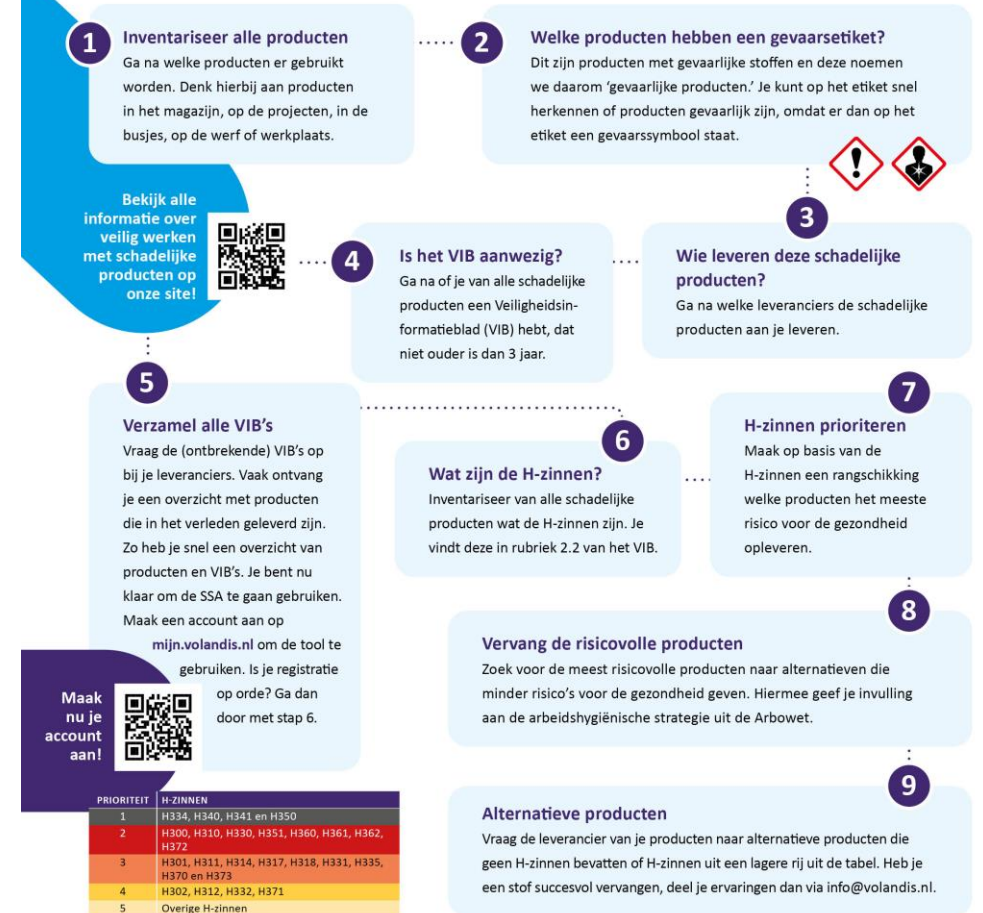 1
Inventariseer alle producten
Ga na welke producten er gebruikt
worden. Denk hierbij aan producten
in het magazijn, op de projecten, in de
busjes, op de werf of werkplaats.
2
Welke producten hebben een gevaarsetiket?
Dit zijn producten met gevaarlijke stoffen en deze noemen
we daarom ‘gevaarlijke producten.’ Je kunt op het etiket snel
herkennen of producten gevaarlijk zijn, omdat er dan op het
etiket een gevaarssymbool staat.
3
Wie leveren deze schadelijke
producten?
Ga na welke leveranciers de schadelijke
producten aan je leveren.
4
Is het VIB aanwezig?
Ga na of je van alle schadelijke
producten een Veiligheidsin-
formatieblad (VIB) hebt, dat
niet ouder is dan 3 jaar.
Bekijk alle
informatie over
veilig werken
met schadelijke
producten op
onze site!
5
Verzamel alle VIB’s
Vraag de (ontbrekende) VIB’s op
bij je leveranciers. Vaak ontvang
je een overzicht met producten
die in het verleden geleverd zijn.
Zo heb je snel een overzicht van
producten en VIB’s. Je bent nu
klaar om de SSA te gaan gebruiken.
Maak een account aan op
mijn.volandis.nl om de tool te
gebruiken. Is je registratie
op orde? Ga dan
door met stap 6.
Maak
nu je
account
aan!
6
Wat zijn de H-zinnen?
Inventariseer van alle schadelijke
producten wat de H-zinnen zijn. Je
vindt deze in rubriek 2.2 van het VIB.
7
H-zinnen prioriteren
Maak op basis van de
H-zinnen een rangschikking
welke producten het meeste
risico voor de gezondheid
opleveren.
8
Vervang de risicovolle producten
Zoek voor de meest risicovolle producten naar alternatieven die
minder risico’s voor de gezondheid geven. Hiermee geef je invulling
aan de arbeidshygiënische strategie uit de Arbowet.
9
Alternatieve producten
Vraag de leverancier van je producten naar alternatieve producten die
geen H-zinnen bevatten of H-zinnen uit een lagere rij uit de tabel. Heb je
een stof succesvol vervangen, deel je ervaringen dan via info@volandis.nl.
PRIORITEIT H-ZINNEN
1 H334, H340, H341 en H350
2 H300, H310, H330, H351, H360, H361, H362,
H372
3 H301, H311, H314, H317, H318, H331, H335,
H370 en H373
4 H302, H312, H332, H371
5 Overige H-zinnen